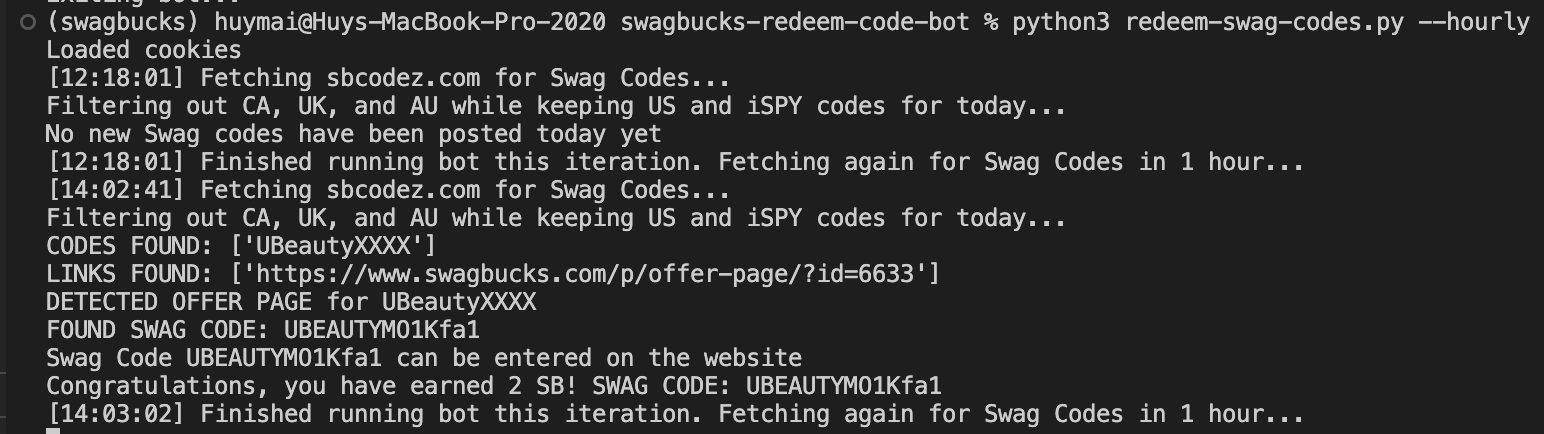 Exiting bot...
(swagbucks) huymai@Huys-MacBook-Pro-2020 swagbucks-redeem-code-bot % python3 redeem-swag-codes.py --hourly
Loaded cookies
[12:18:01] Fetching sbcodez.com for Swag Codes...
Filtering out CA, UK, and AU while keeping US and iSPY codes for today...
No new Swag codes have been posted today yet
[12:18:01] Finished running bot this iteration. Fetching again for Swag Codes in 1 hour...
[14:02:41] Fetching sbcodez.com for Swag Codes...
Filtering out CA, UK, and AU while keeping US and iSPY codes for today...
CODES FOUND: ['UBeautyXXXX']
LINKS FOUND: ['https://www.swagbucks.com/p/offer-page/?id=6633']
DETECTED OFFER PAGE for UBeautyXXXX
FOUND SWAG CODE: UBEAUTYMO1Kfa1
Swag Code UBEAUTYMO1Kfa1 can be entered on the website
Congratulations, you have earned 2 SB! SWAG CODE: UBEAUTYMO1Kfa1
[14:03:02] Finished running bot this iteration. Fetching again for Swag Codes in 1 hour...